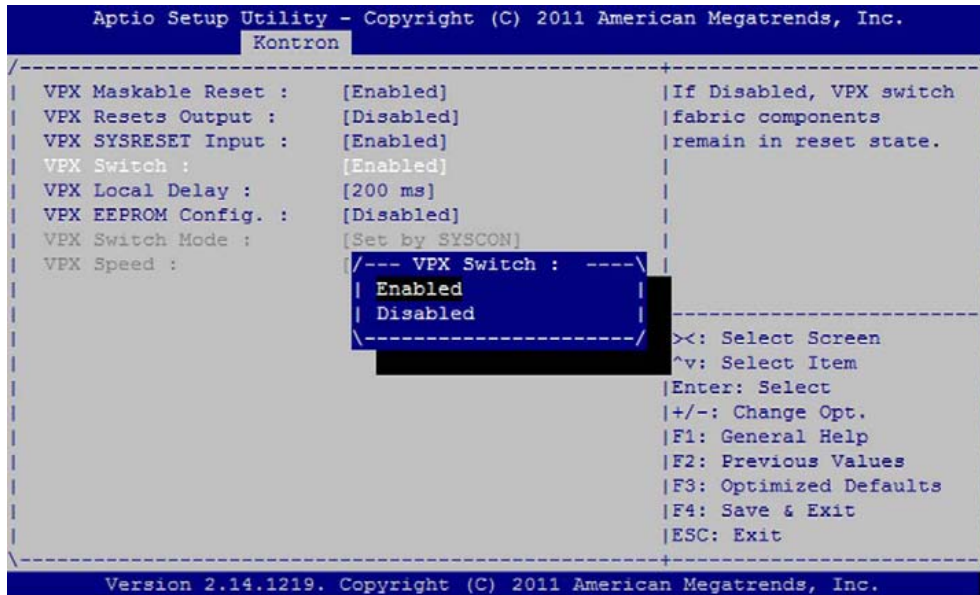 Aptio Setup Utility - Copyright (C) 2011 American Megatrends, Inc.
Kontron
VPX Maskable Reset : [Enabled]
VPX Resets Output : [Disabled]
VPX SYSRESET Input : [Enabled]
VPX Switch : [Enabled]
VPX Local Delay : [200 ms]
VPX EEPROM Config. : [Disabled]
VPX Switch Mode : [Set by SYSCON]
VPX Speed : [
If Disabled, VPX switch
fabric components
remain in reset state.
/--- VPX Switch : ----\
Enabled
Disabled
><: Select Screen
^v: Select Item
Enter: Select
+/-: Change Opt.
F1: General Help
F2: Previous Values
F3: Optimized Defaults
F4: Save & Exit
ESC: Exit
Version 2.14.1219. Copyright (C) 2011 American Megatrends, Inc.